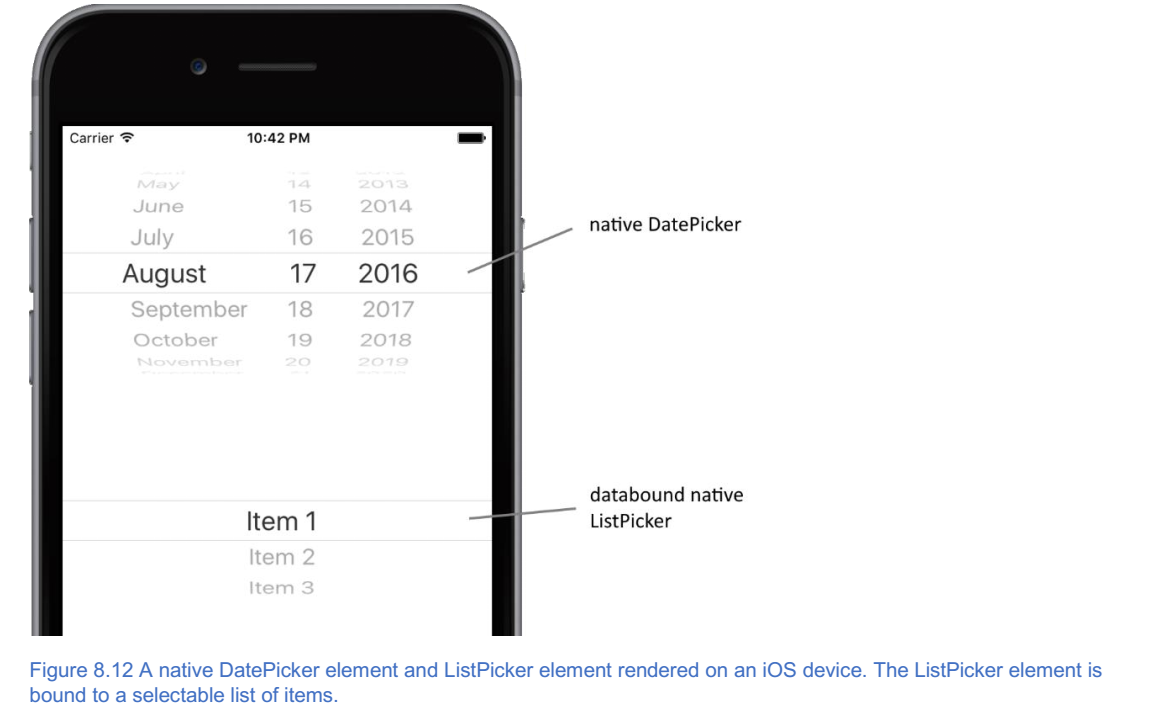 Carrier 10:42 PM
May 14 2013
June 15 2014
July 16 2015
native DatePicker
August 17 2016
September 18 2017
October 19 2018
November 20 2019
databound native
ListPicker
Item 1
Item 2
Item 3
Figure 8.12 A native DatePicker element and ListPicker element rendered on an iOS device. The ListPicker element is
bound to a selectable list of items.